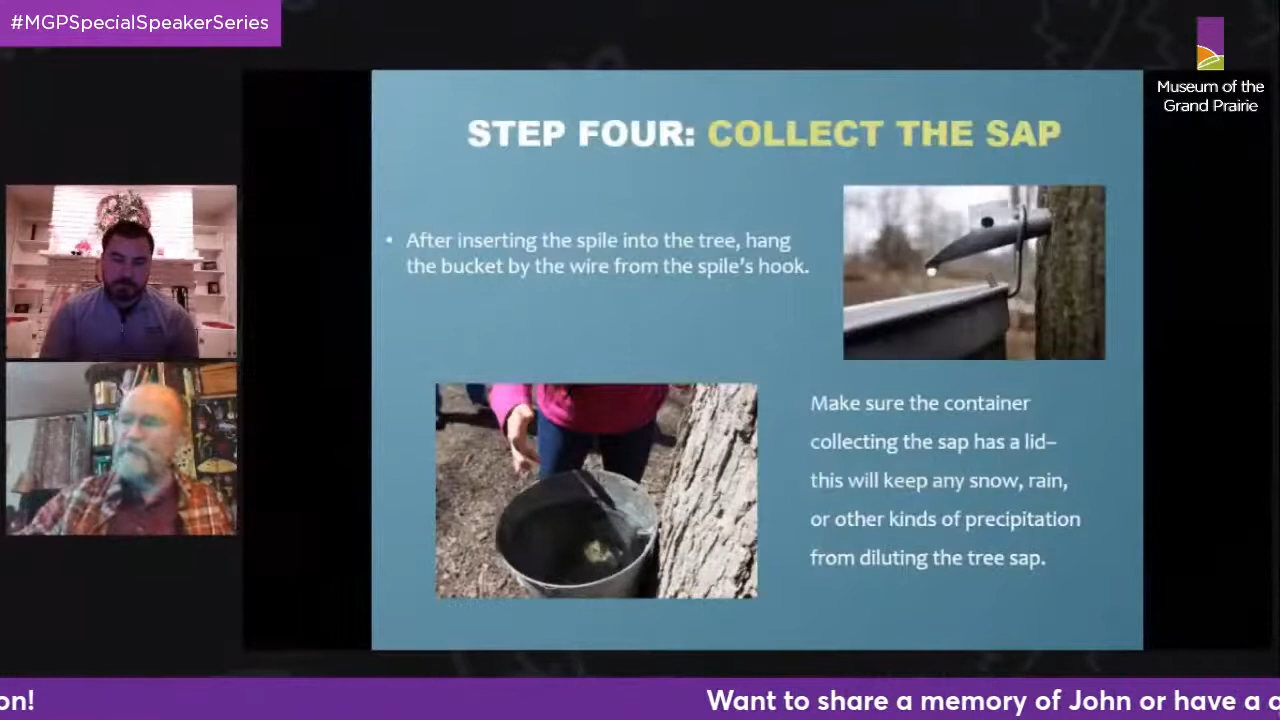 #MGPSpecialSpeakerSeries
Museum of the
Grand Prairie
STEP FOUR: COLLECT THE SAP
• After inserting the spile into the tree, hang
the bucket by the wire from the spile's hook.
Make sure the container
collecting the sap has a lid–
this will keep any snow, rain,
or other kinds of precipitation
from diluting the tree sap.
on!
Want to share a memory of John or have a